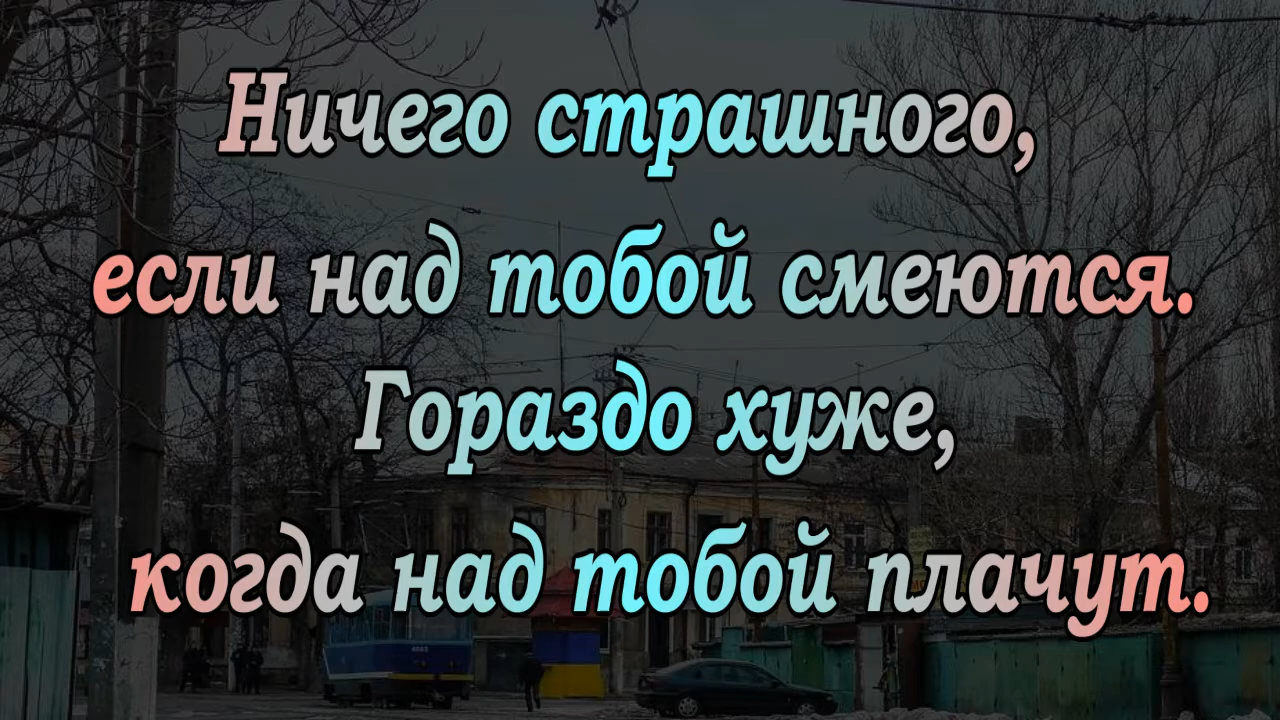 Ничего страшного,
если над тобой смеются.
Гораздо хуже,
когда над тобой плачут.